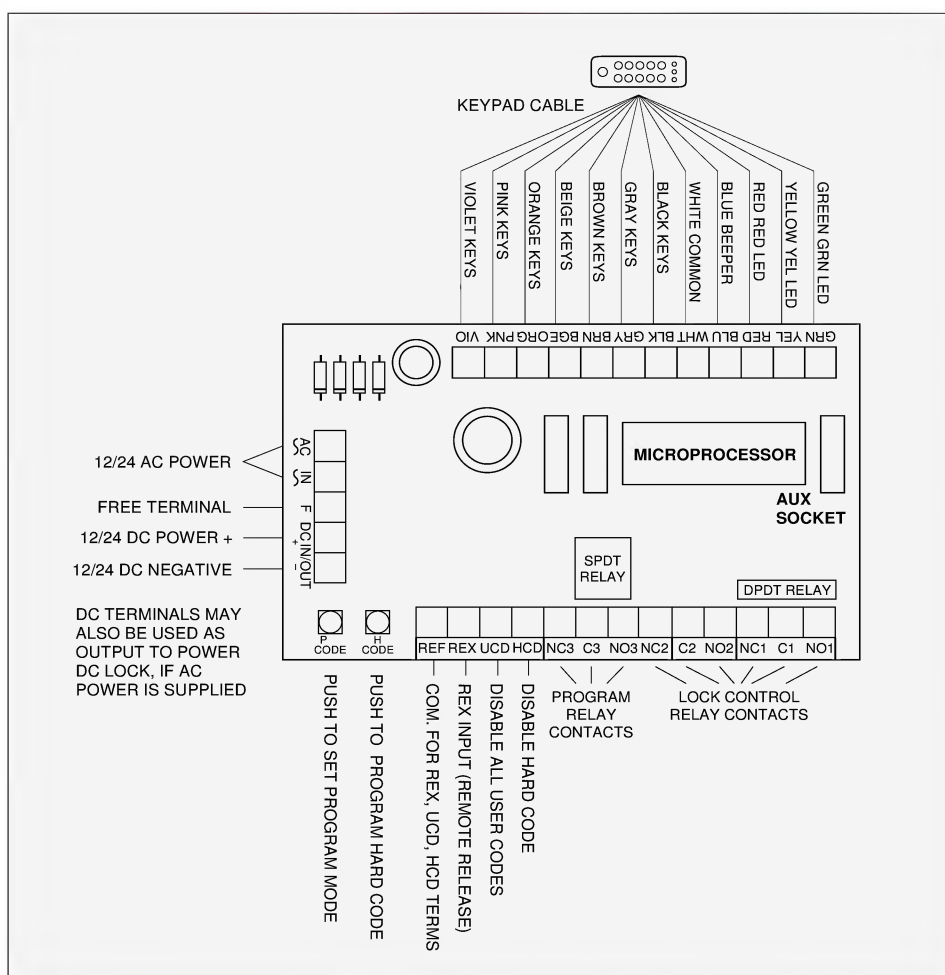 KEYPAD CABLE
VIOLET KEYS
PINK KEYS
ORANGE KEYS
BEIGE KEYS
BROWN KEYS
GRAY KEYS
BLACK KEYS
WHITE COMMON
BLUE BEEPER
RED RED LED
YELLOW YEL LED
GREEN GRN LED
VIO
PNK
ORG
BGE
BRN
GRY
BLK
WHT
BLU
RED
YEL
GRN
12/24 AC POWER
FREE TERMINAL
12/24 DC POWER +
12/24 DC NEGATIVE
AC
IN
F
DC IN/OUT
+
–
MICROPROCESSOR
AUX
SOCKET
SPDT
RELAY
DPDT RELAY
DC TERMINALS MAY
ALSO BE USED AS
OUTPUT TO POWER
DC LOCK, IF AC
POWER IS SUPPLIED
P
CODE
H
CODE
REF REX UCD HCD NC3 C3 NO3 NC2 C2 NO2 NC1 C1 NO1
PUSH TO SET PROGRAM MODE
PUSH TO PROGRAM HARD CODE
COM. FOR REX, UCD, HCD TERMS
REX INPUT (REMOTE RELEASE)
DISABLE ALL USER CODES
DISABLE HARD CODE
PROGRAM
RELAY
CONTACTS
LOCK CONTROL
RELAY CONTACTS